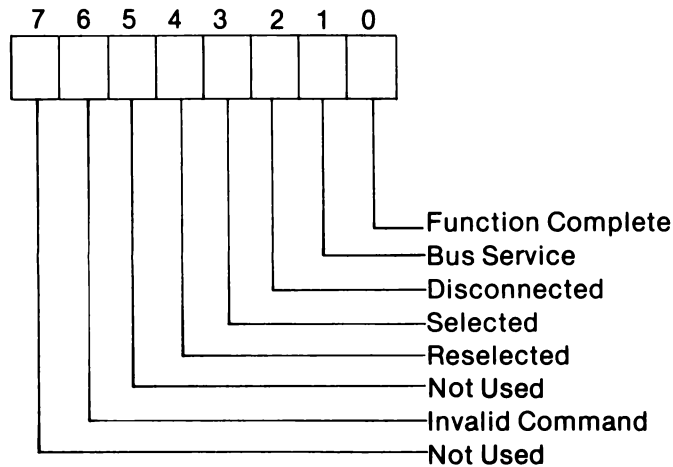 7 6 5 4 3 2 1 0
Function Complete
Bus Service
Disconnected
Selected
Reselected
Not Used
Invalid Command
Not Used